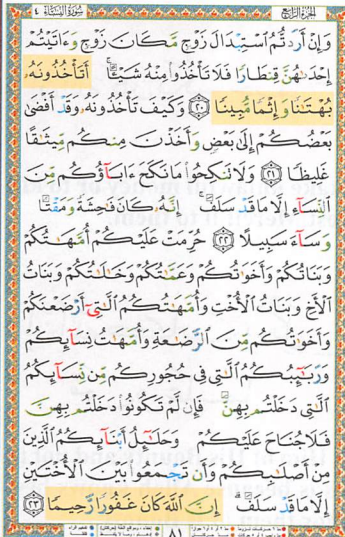 الجزء الرابع سورة النساء ٤
وَإِنْ أَرَدتُّمُ ٱسْتِبْدَالَ زَوْجٍ مَّكَانَ زَوْجٍ وَءَاتَيْتُمْ
إِحْدَىٰهُنَّ قِنطَارًا فَلَا تَأْخُذُوا۟ مِنْهُ شَيْـًٔا ۚ أَتَأْخُذُونَهُۥ
بُهْتَـٰنًا وَإِثْمًا مُّبِينًا ٢٠ وَكَيْفَ تَأْخُذُونَهُۥ وَقَدْ أَفْضَىٰ
بَعْضُكُمْ إِلَىٰ بَعْضٍ وَأَخَذْنَ مِنكُم مِّيثَـٰقًا
غَلِيظًا ٢١ وَلَا تَنكِحُوا۟ مَا نَكَحَ ءَابَآؤُكُم مِّنَ
ٱلنِّسَآءِ إِلَّا مَا قَدْ سَلَفَ ۚ إِنَّهُۥ كَانَ فَـٰحِشَةً وَمَقْتًا
وَسَآءَ سَبِيلًا ٢٢ حُرِّمَتْ عَلَيْكُمْ أُمَّهَـٰتُكُمْ
وَبَنَاتُكُمْ وَأَخَوَٰتُكُمْ وَعَمَّـٰتُكُمْ وَخَـٰلَـٰتُكُمْ وَبَنَاتُ
ٱلْأَخِ وَبَنَاتُ ٱلْأُخْتِ وَأُمَّهَـٰتُكُمُ ٱلَّـٰتِىٓ أَرْضَعْنَكُمْ
وَأَخَوَٰتُكُم مِّنَ ٱلرَّضَـٰعَةِ وَأُمَّهَـٰتُ نِسَآئِكُمْ
وَرَبَـٰٓئِبُكُمُ ٱلَّـٰتِى فِى حُجُورِكُم مِّن نِّسَآئِكُمُ
ٱلَّـٰتِى دَخَلْتُم بِهِنَّ فَإِن لَّمْ تَكُونُوا۟ دَخَلْتُم بِهِنَّ
فَلَا جُنَاحَ عَلَيْكُمْ وَحَلَـٰٓئِلُ أَبْنَآئِكُمُ ٱلَّذِينَ
مِنْ أَصْلَـٰبِكُمْ وَأَن تَجْمَعُوا۟ بَيْنَ ٱلْأُخْتَيْنِ
إِلَّا مَا قَدْ سَلَفَ ۗ إِنَّ ٱللَّهَ كَانَ غَفُورًا رَّحِيمًا ٢٣
٨١